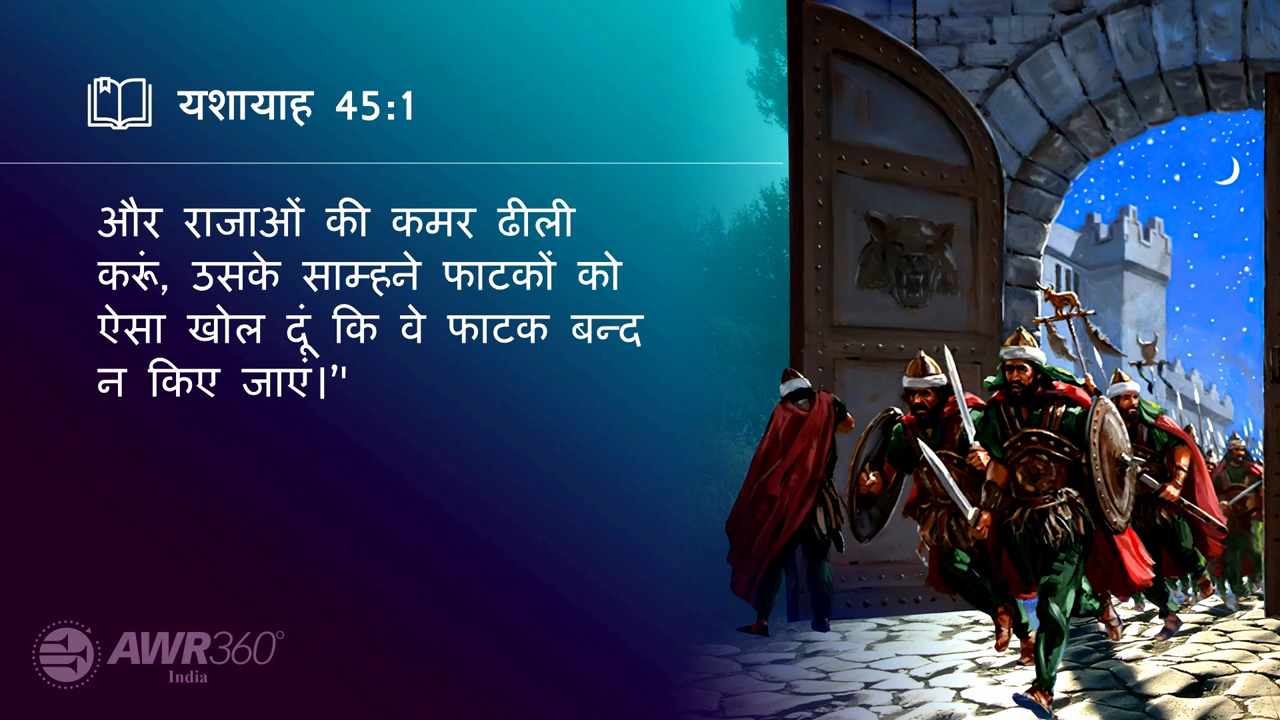 यशायाह 45:1
और राजाओं की कमर ढीली
करूं, उसके साम्हने फाटकों को
ऐसा खोल दूं कि वे फाटक बन्द
न किए जाएं।”
AWR360°
India